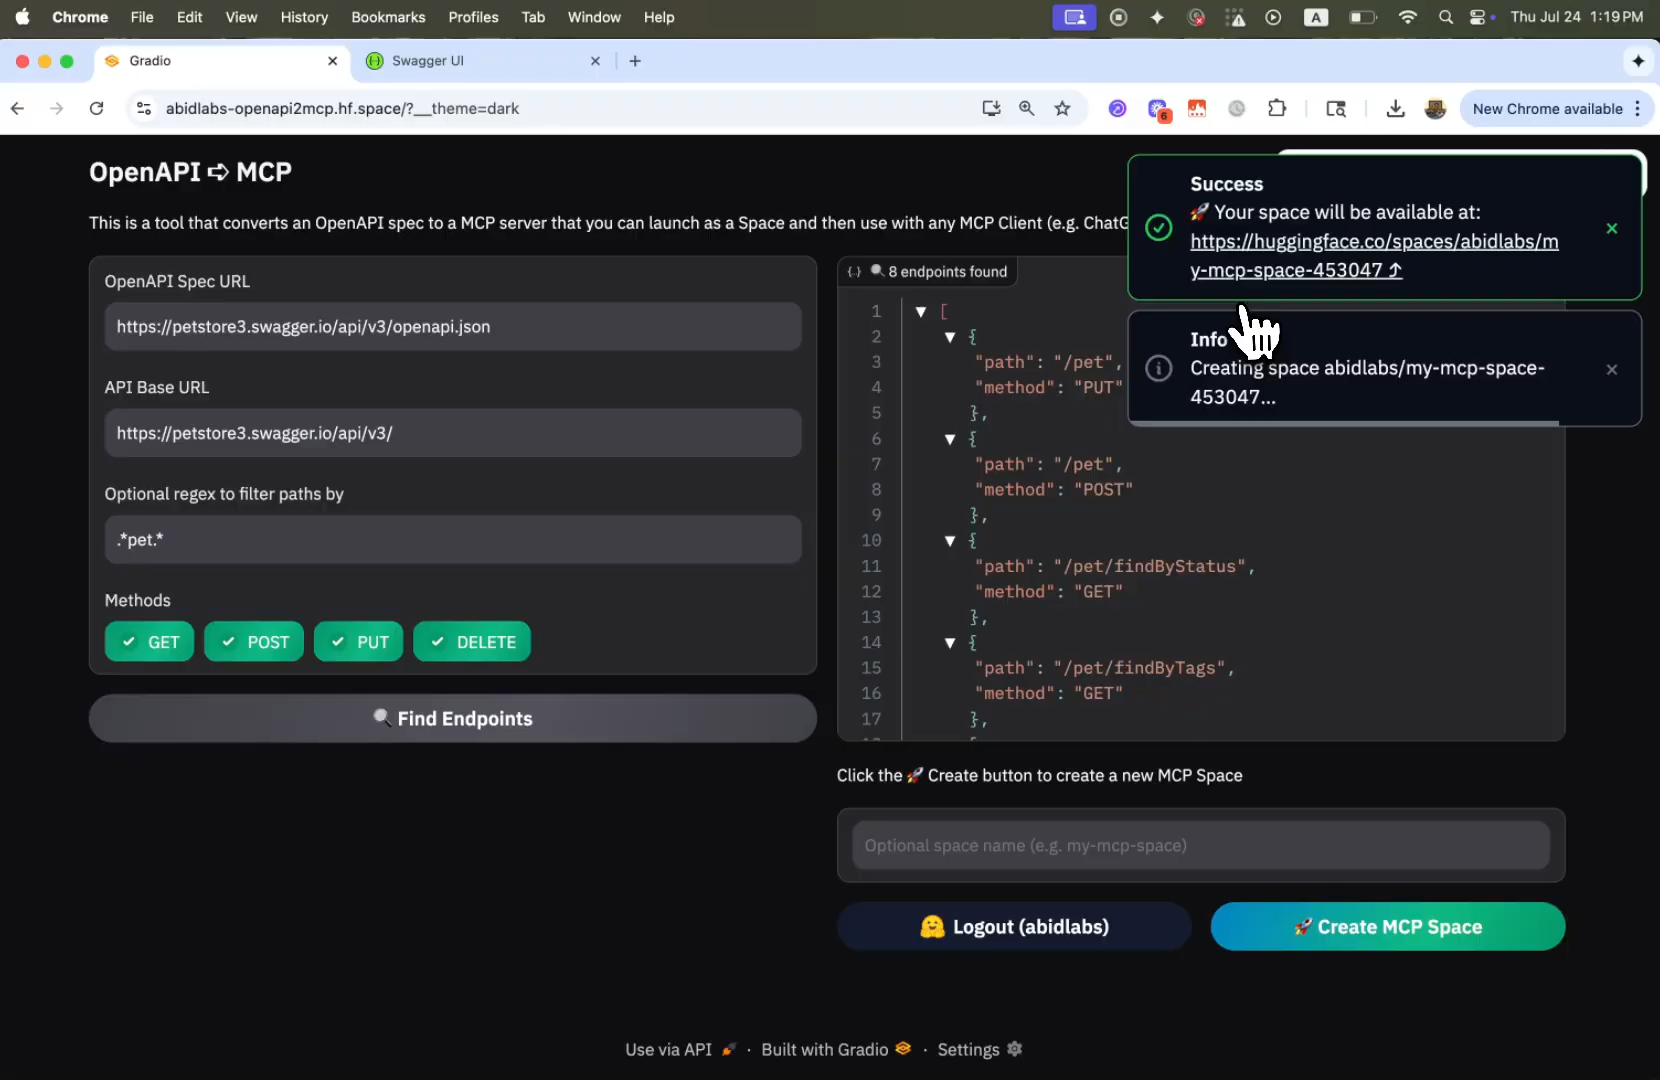 Chrome File Edit View History Bookmarks Profiles Tab Window Help A Thu Jul 24 1:19 PM
Gradio
Swagger UI
abidlabs-openapi2mcp.hf.space/?__theme=dark
6
New Chrome available
OpenAPI ➪ MCP
This is a tool that converts an OpenAPI spec to a MCP server that you can launch as a Space and then use with any MCP Client (e.g. ChatG
Success
🚀 Your space will be available at:
https://huggingface.co/spaces/abidlabs/m
y-mcp-space-453047 ⤴
Info
Creating space abidlabs/my-mcp-space-
453047...
OpenAPI Spec URL
https://petstore3.swagger.io/api/v3/openapi.json
API Base URL
https://petstore3.swagger.io/api/v3/
Optional regex to filter paths by
.*pet.*
Methods
GET POST PUT DELETE
🔍 Find Endpoints
{·} 🔍 8 endpoints found
1 ▼ [
2 ▼ {
3 "path": "/pet",
4 "method": "PUT"
5 },
6 ▼ {
7 "path": "/pet",
8 "method": "POST"
9 },
10 ▼ {
11 "path": "/pet/findByStatus",
12 "method": "GET"
13 },
14 ▼ {
15 "path": "/pet/findByTags",
16 "method": "GET"
17 },
Click the 🚀 Create button to create a new MCP Space
Optional space name (e.g. my-mcp-space)
🤗 Logout (abidlabs)
🚀 Create MCP Space
Use via API 🚀 · Built with Gradio · Settings ⚙